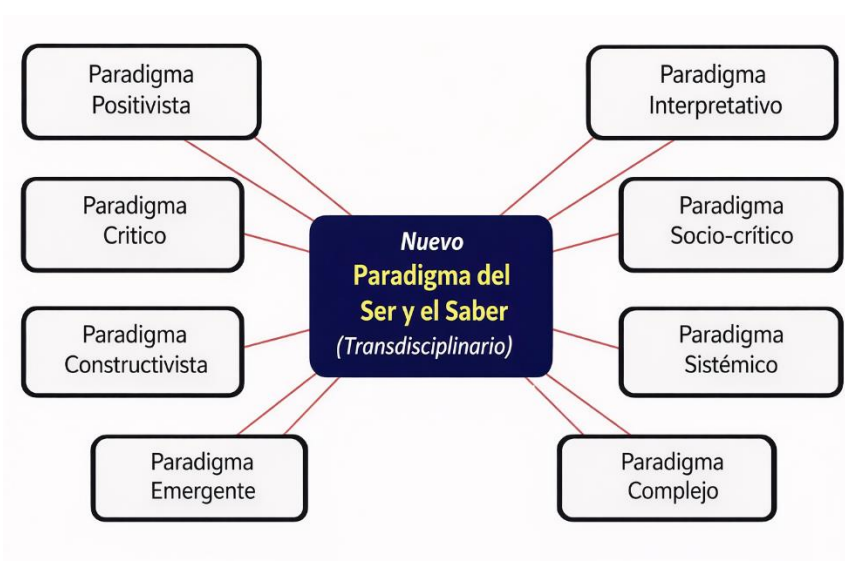 Paradigma
Positivista
Paradigma
Interpretativo
Paradigma
Critico
Paradigma
Socio-crítico
Nuevo
Paradigma del
Ser y el Saber
(Transdisciplinario)
Paradigma
Constructivista
Paradigma
Sistémico
Paradigma
Emergente
Paradigma
Complejo